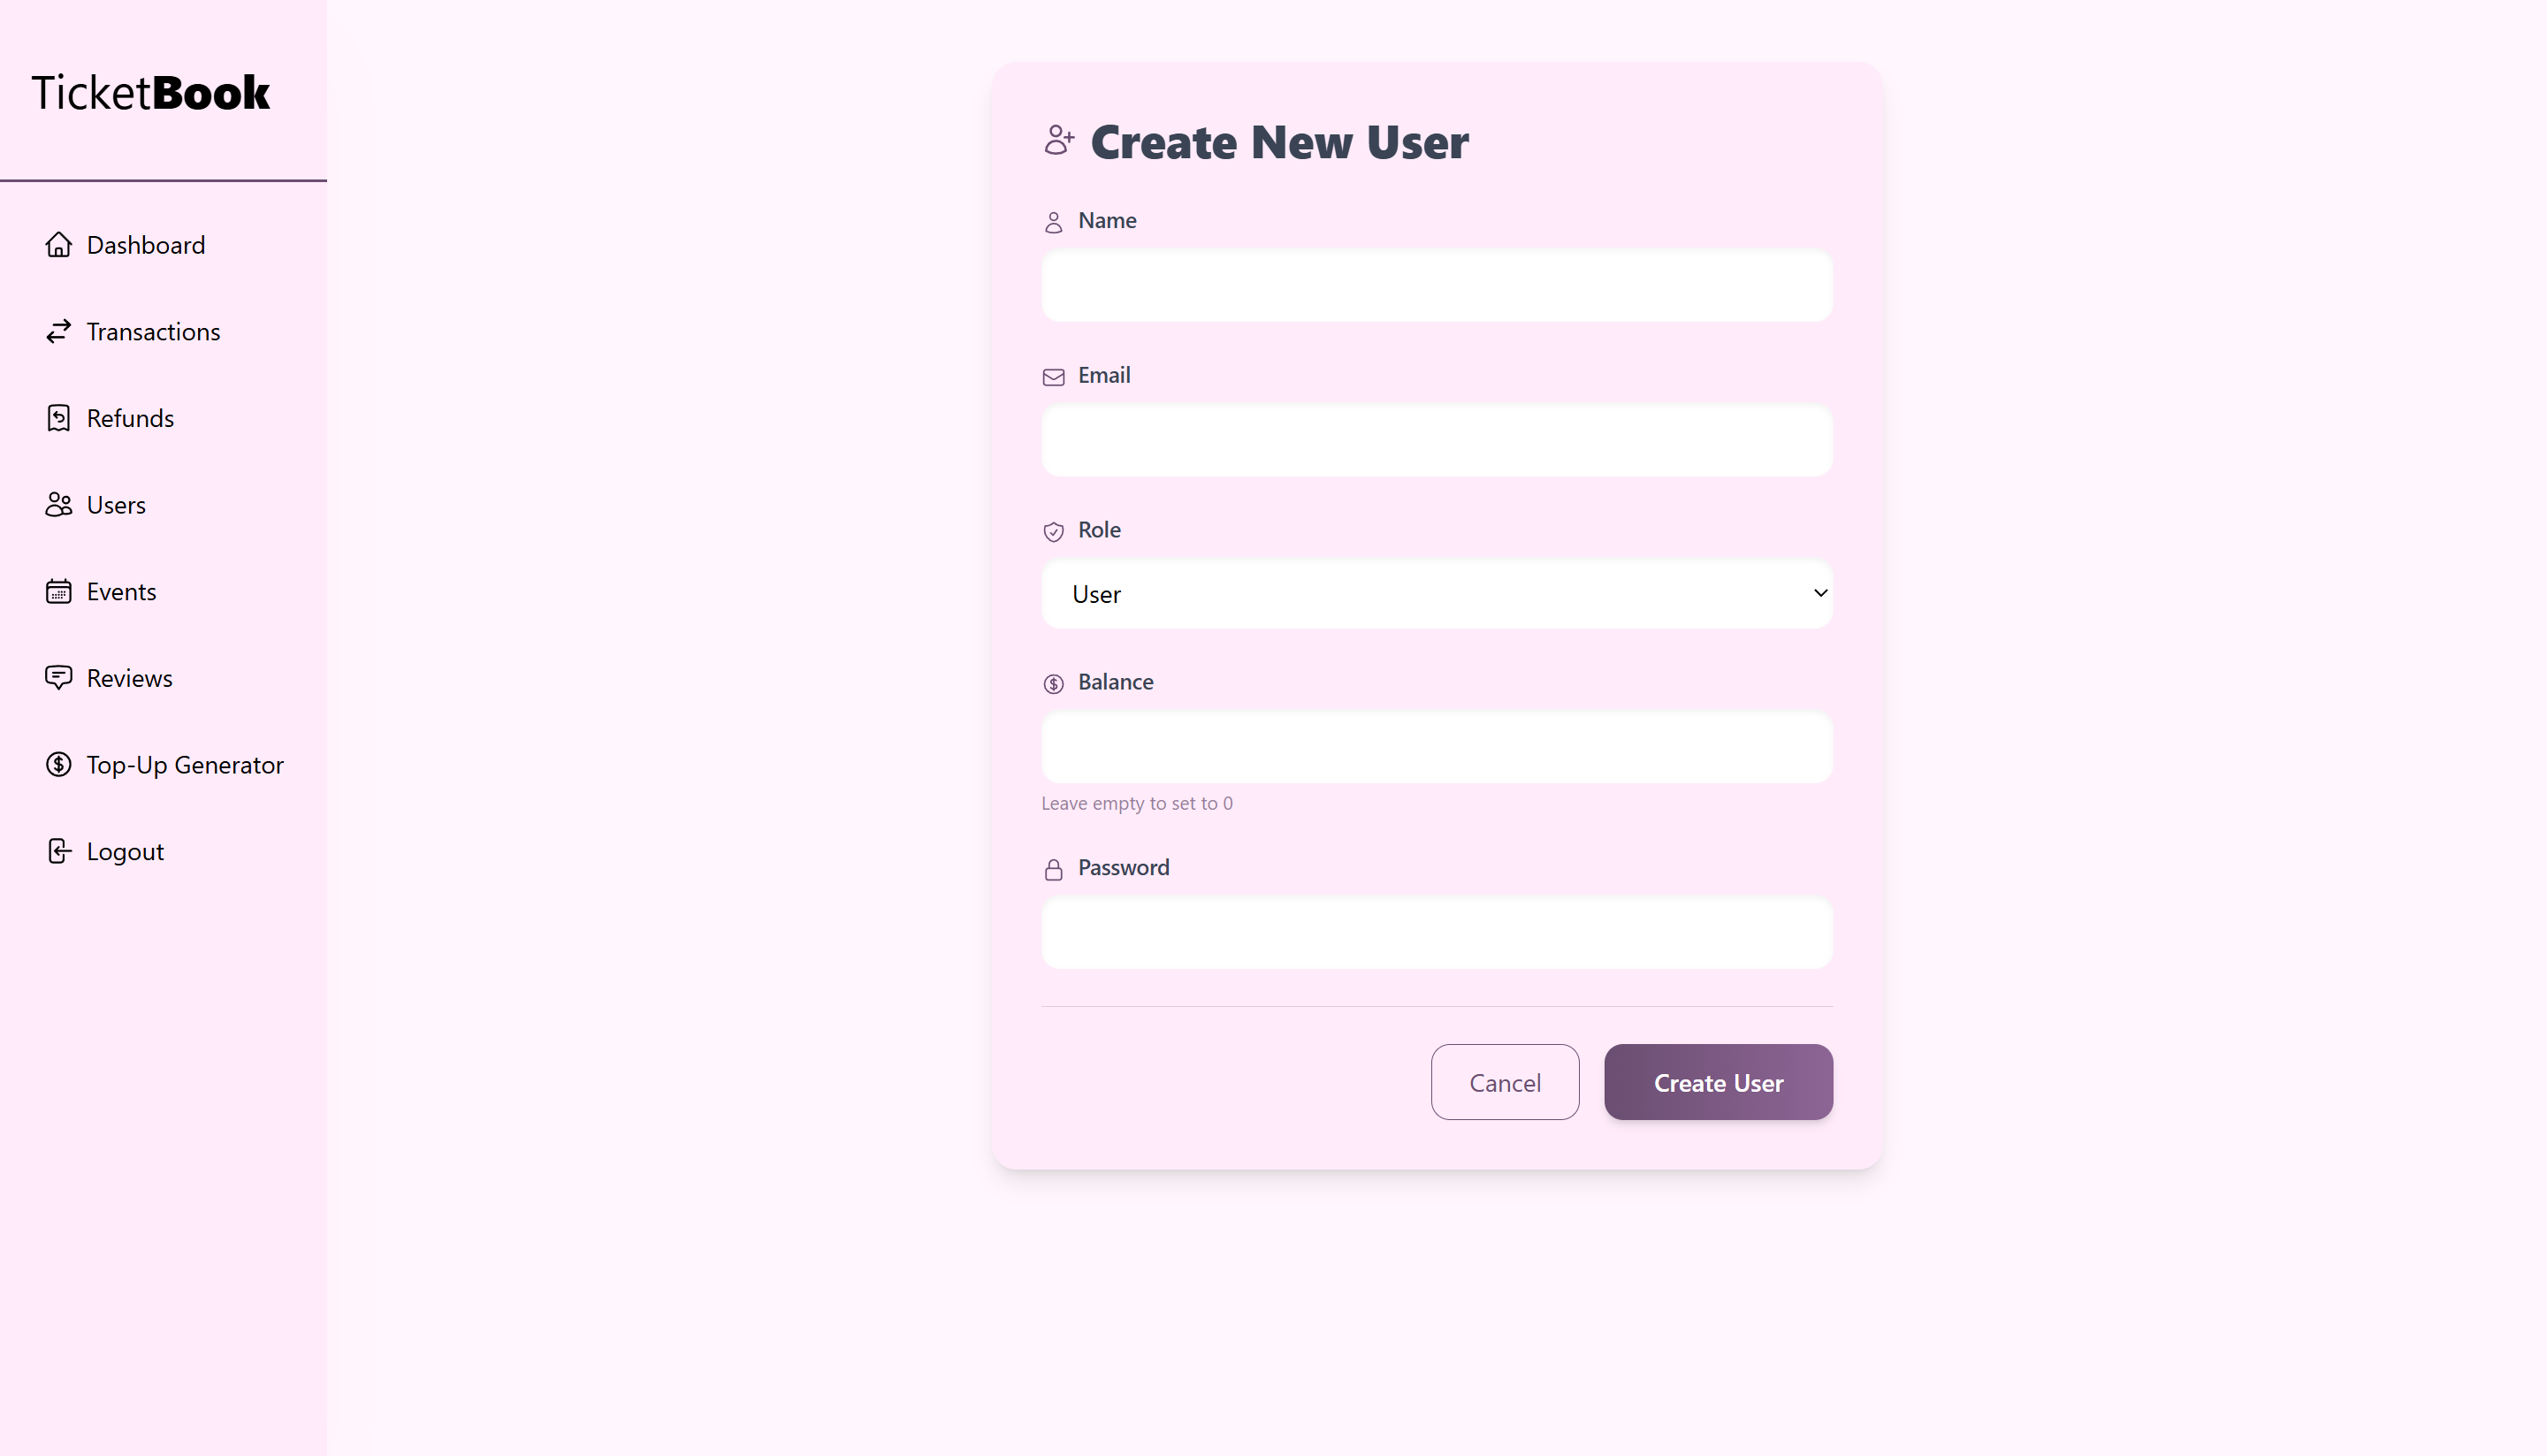 TicketBook
Dashboard
Transactions
Refunds
Users
Events
Reviews
Top-Up Generator
Logout
Create New User
Name
Email
Role
User
Balance
Leave empty to set to 0
Password
Cancel
Create User